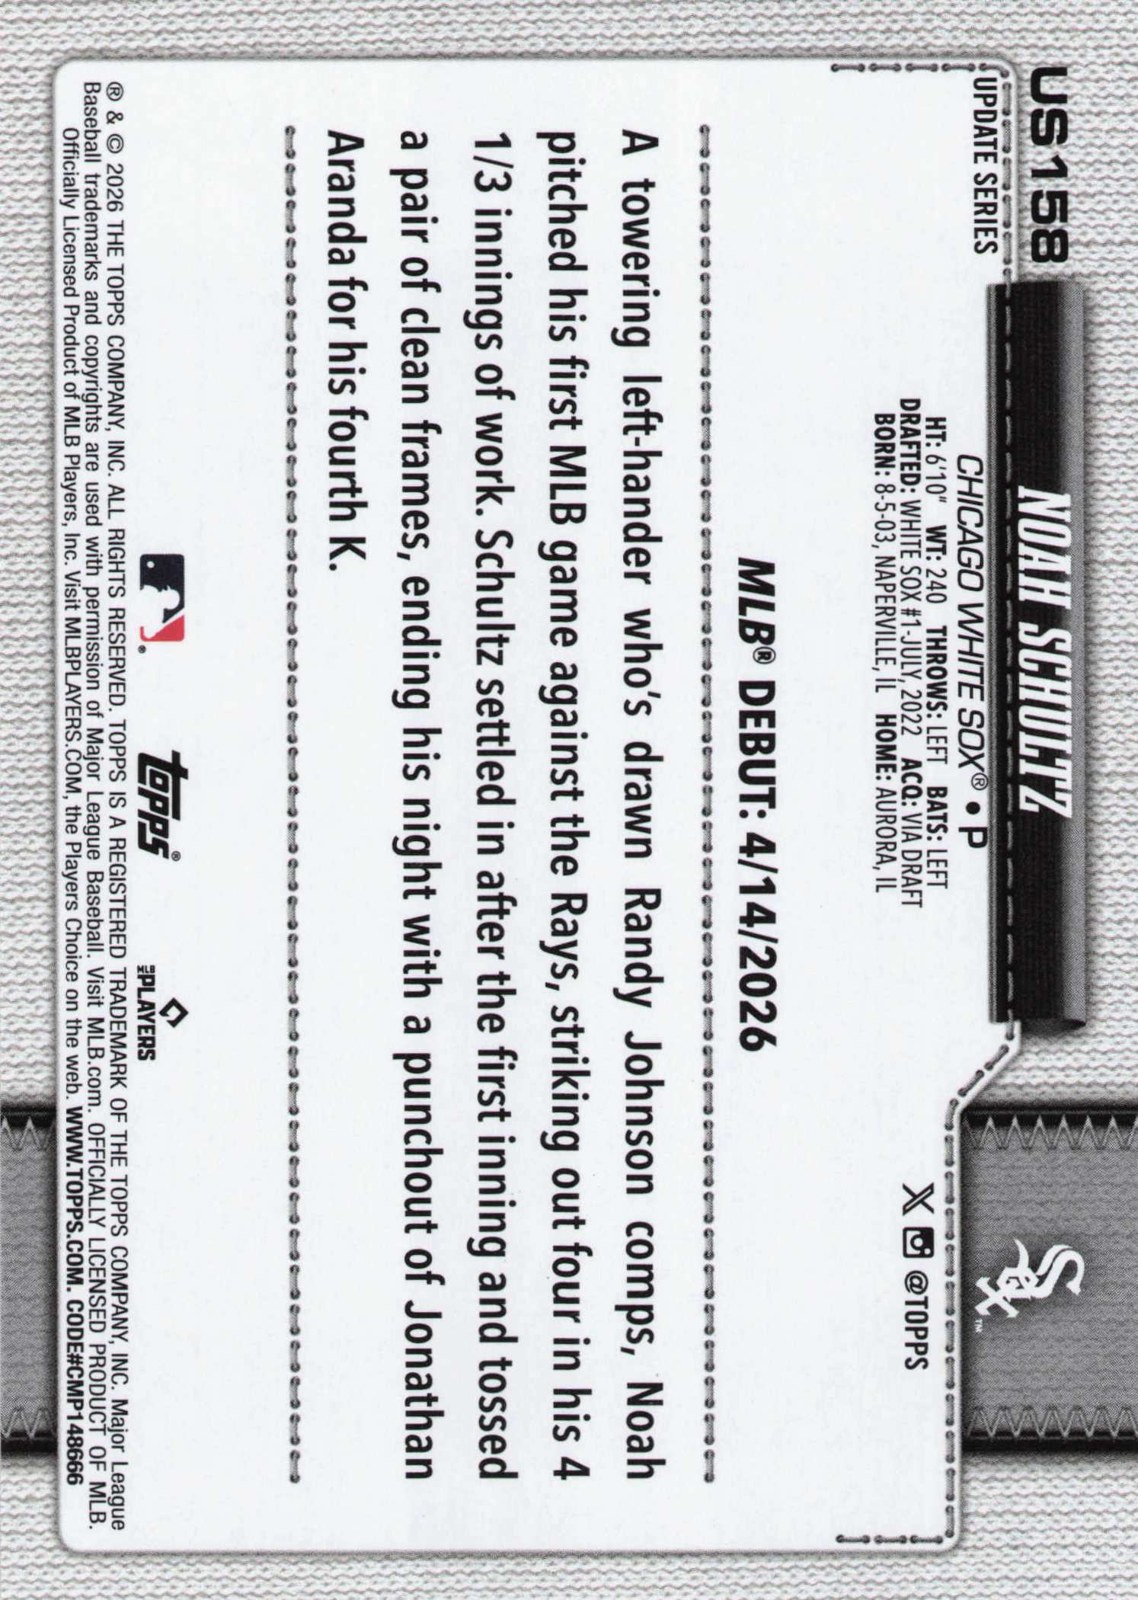 US158
UPDATE SERIES
NOAH SCHULTZ
CHICAGO WHITE SOX® • P
HT: 6'10" WT: 240 THROWS: LEFT BATS: LEFT
DRAFTED: WHITE SOX #1-JULY, 2022 ACQ: VIA DRAFT
BORN: 8-5-03, NAPERVILLE, IL HOME: AURORA, IL
Sox™
X @TOPPS
MLB® DEBUT: 4/14/2026
A towering left-hander who's drawn Randy Johnson comps, Noah
pitched his first MLB game against the Rays, striking out four in his 4
1/3 innings of work. Schultz settled in after the first inning and tossed
a pair of clean frames, ending his night with a punchout of Jonathan
Aranda for his fourth K.
topps®
MLB PLAYERS
® & © 2026 THE TOPPS COMPANY, INC. ALL RIGHTS RESERVED. TOPPS IS A REGISTERED TRADEMARK OF THE TOPPS COMPANY, INC. Major League
Baseball trademarks and copyrights are used with permission of Major League Baseball. Visit MLB.com. OFFICIALLY LICENSED PRODUCT OF MLB.
Officially Licensed Product of MLB Players, Inc. Visit MLBPLAYERS.COM, the Players Choice on the web. WWW.TOPPS.COM. CODE#CMP148666